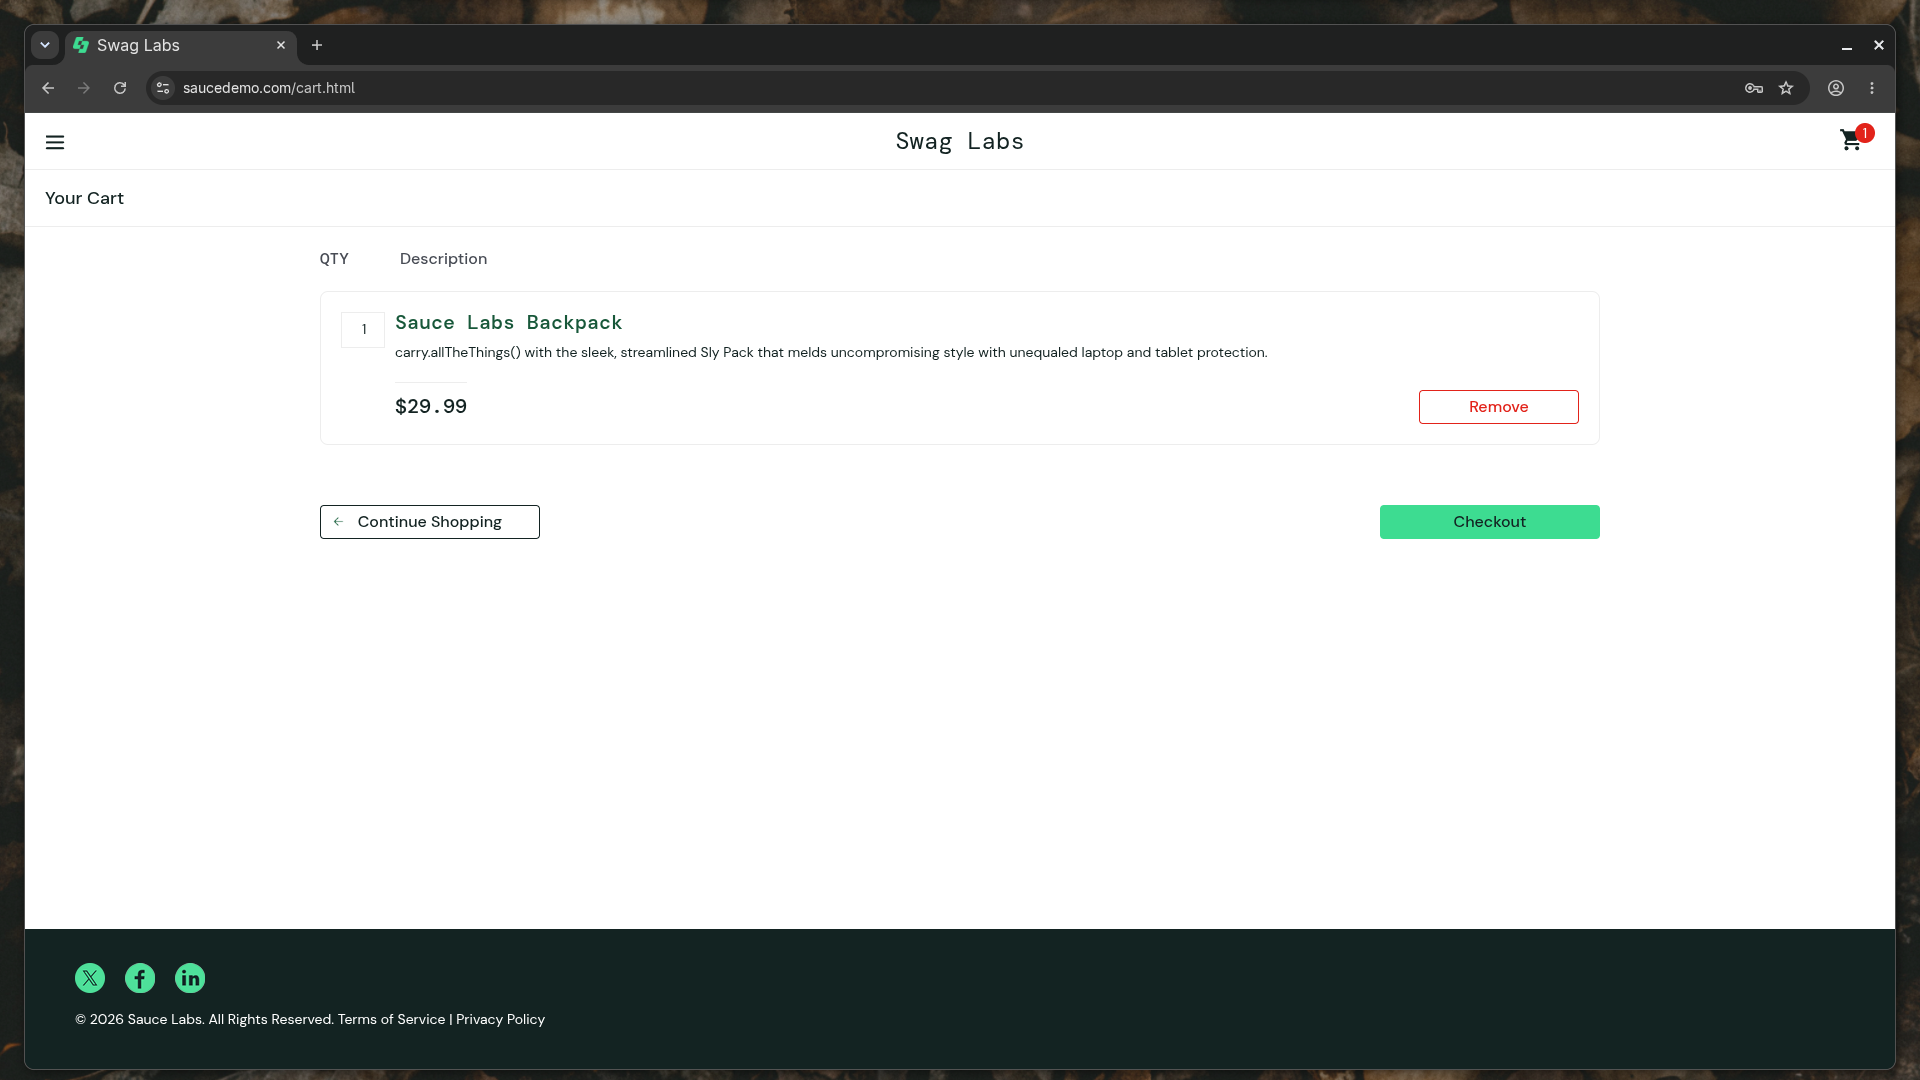 Swag Labs
saucedemo.com/cart.html
Swag Labs
1
Your Cart
QTY Description
1 Sauce Labs Backpack
carry.allTheThings() with the sleek, streamlined Sly Pack that melds uncompromising style with unequaled laptop and tablet protection.
$29.99 Remove
Continue Shopping Checkout
© 2026 Sauce Labs. All Rights Reserved. Terms of Service | Privacy Policy